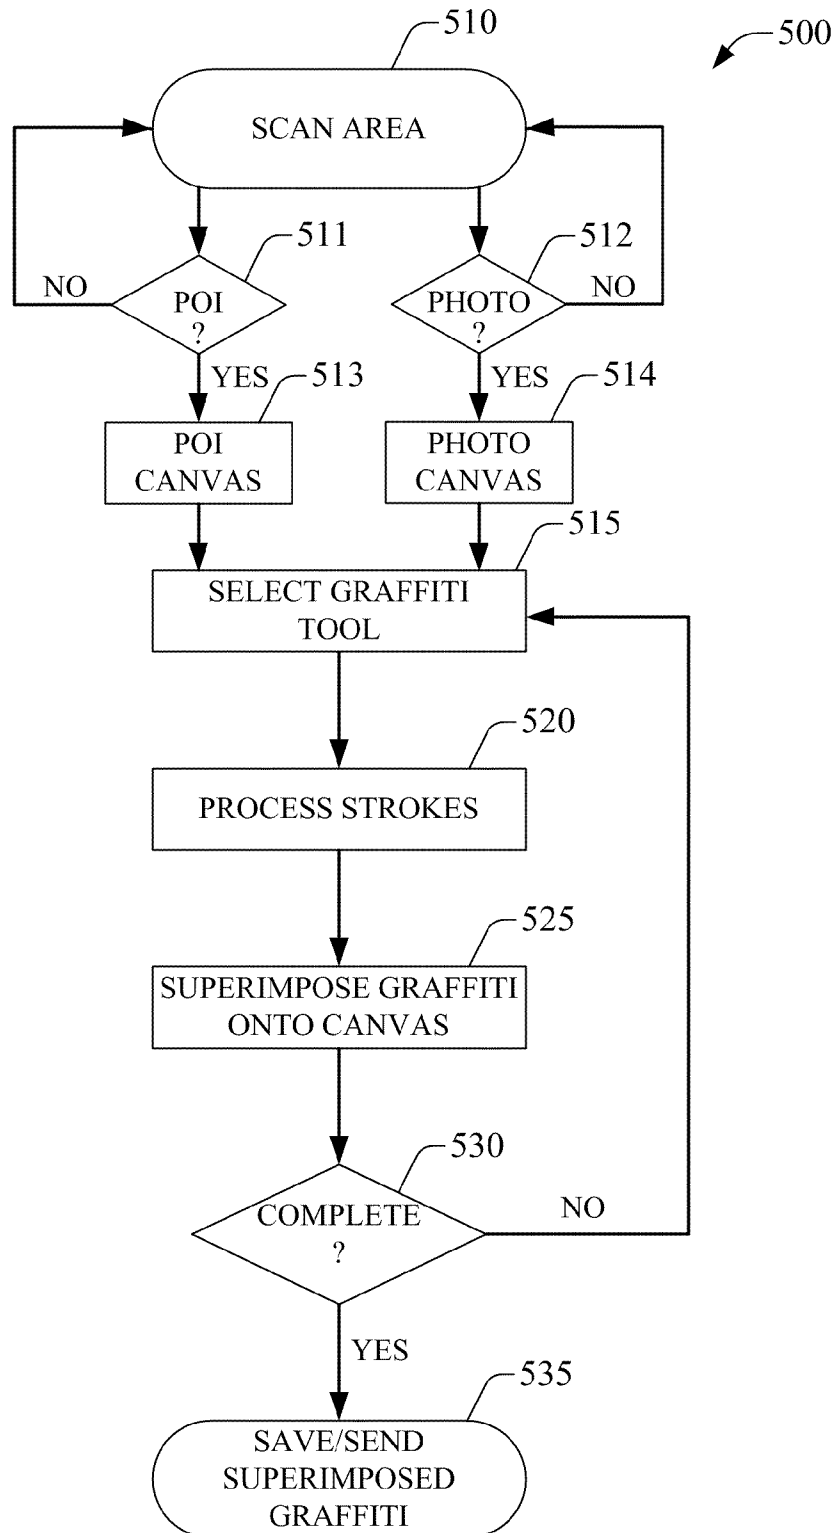 510
500
SCAN AREA
511
512
NO
POI
?
PHOTO
?
NO
YES
513
YES
514
POI
CANVAS
PHOTO
CANVAS
515
SELECT GRAFFITI
TOOL
520
PROCESS STROKES
525
SUPERIMPOSE GRAFFITI
ONTO CANVAS
530
COMPLETE
?
NO
YES
535
SAVE/SEND
SUPERIMPOSED
GRAFFITI